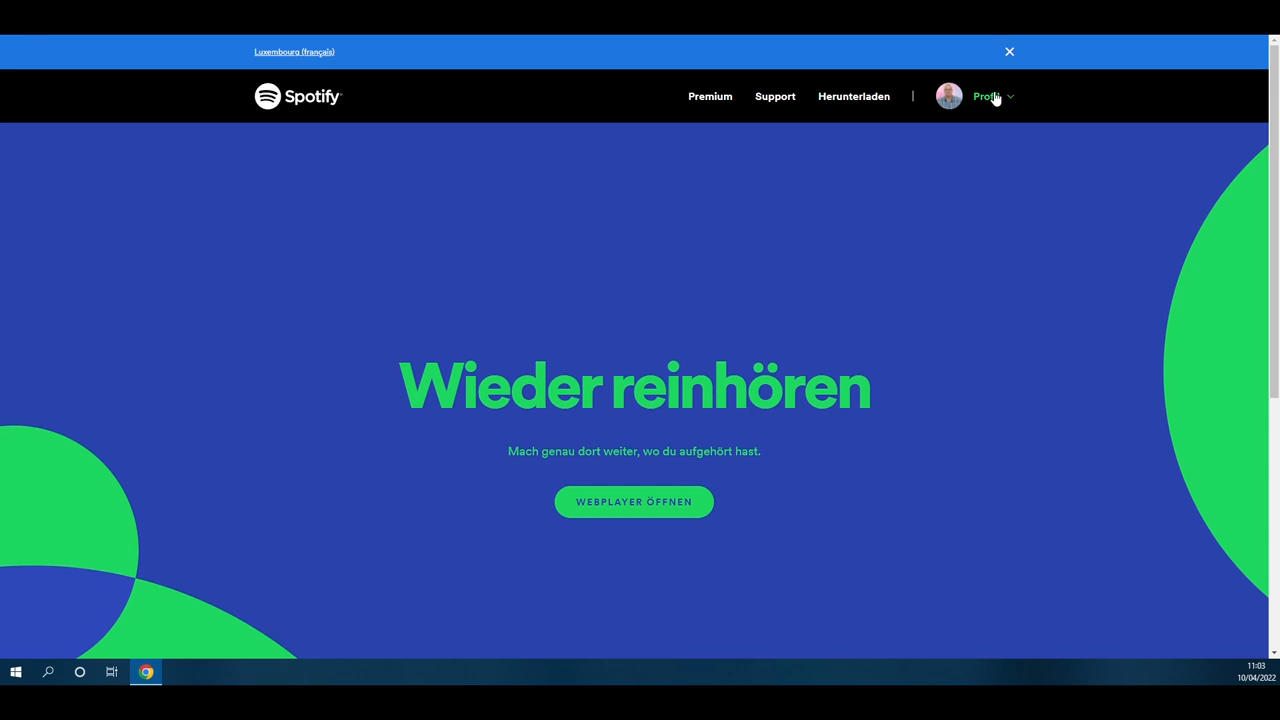 Luxembourg (français)
Spotify
Premium
Support
Herunterladen
Profil
Wieder reinhören
Mach genau dort weiter, wo du aufgehört hast.
WEBPLAYER ÖFFNEN
11:03
10/04/2022